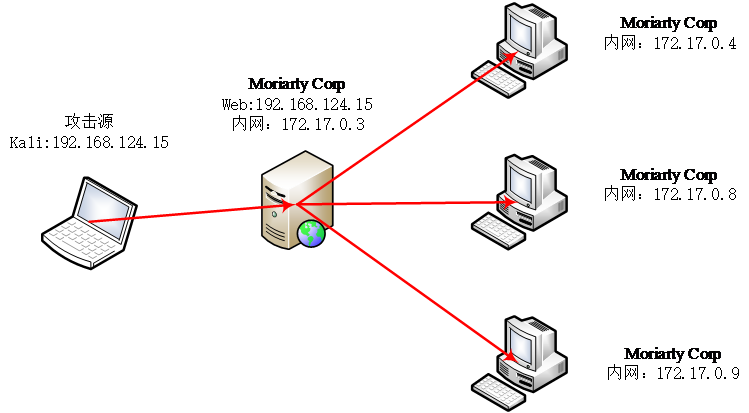 攻击源
Kali:192.168.124.15
Moriarty Corp
Web:192.168.124.15
内网：172.17.0.3
Moriarty Corp
内网：172.17.0.4
Moriarty Corp
内网：172.17.0.8
Moriarty Corp
内网：172.17.0.9